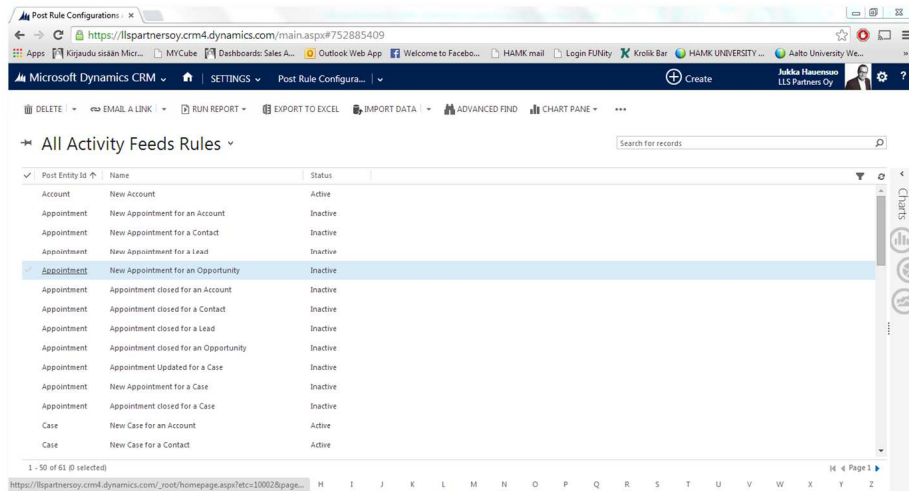 Post Rule Configurations
https://llspartnersoy.crm4.dynamics.com/main.aspx#752885409
Apps Kirjaudu sisään Micr... MYCube Dashboards: Sales A... Outlook Web App Welcome to Facebo... HAMK mail Login FUNity Krolik Bar HAMK UNIVERSITY ... Aalto University We... »
Microsoft Dynamics CRM SETTINGS Post Rule Configura... Create Jukka Hauensuo ?
LLS Partners Oy
DELETE EMAIL A LINK RUN REPORT EXPORT TO EXCEL IMPORT DATA ADVANCED FIND CHART PANE ...
All Activity Feeds Rules
Search for records
Post Entity Id Name Status
Account New Account Active
Appointment New Appointment for an Account Inactive
Appointment New Appointment for a Contact Inactive
Appointment New Appointment for a Lead Inactive
Appointment New Appointment for an Opportunity Inactive
Appointment Appointment closed for an Account Inactive
Appointment Appointment closed for a Contact Inactive
Appointment Appointment closed for a Lead Inactive
Appointment Appointment closed for an Opportunity Inactive
Appointment Appointment Updated for a Case Inactive
Appointment New Appointment for a Case Inactive
Appointment Appointment closed for a Case Inactive
Case New Case for an Account Active
Case New Case for a Contact Active
Charts
1 - 50 of 61 (0 selected) Page 1
https://llspartnersoy.crm4.dynamics.com/_root/homepage.aspx?etc=10002&page... H I J K L M N O P Q R S T U V W X Y Z